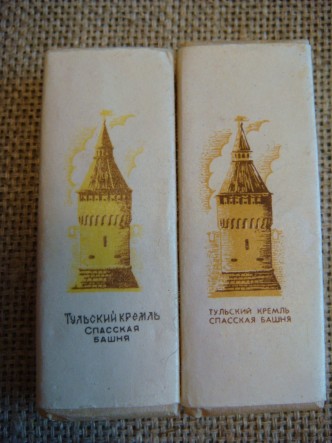 Тульский кремль
Спасская
башня
ТУЛЬСКИЙ КРЕМЛЬ
СПАССКАЯ БАШНЯ